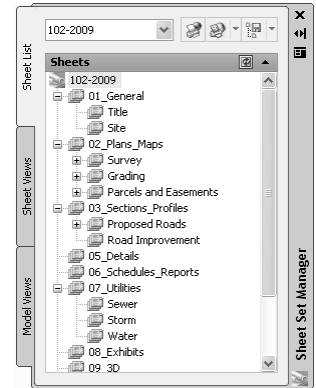 102-2009
Sheets
102-2009
01_General
Title
Site
02_Plans_Maps
Survey
Grading
Parcels and Easements
03_Sections_Profiles
Proposed Roads
Road Improvement
05_Details
06_Schedules_Reports
07_Utilities
Sewer
Storm
Water
08_Exhibits
09_3D
Sheet List
Sheet Views
Model Views
Sheet Set Manager